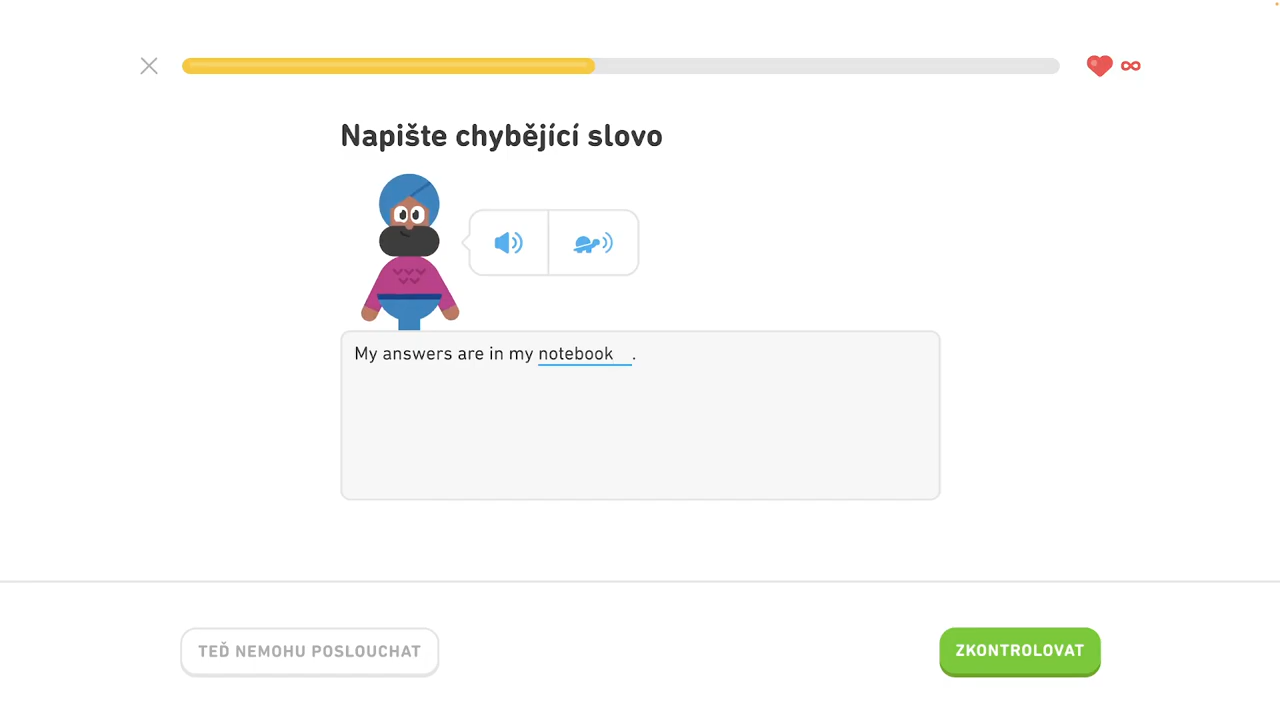 Napište chybějící slovo
My answers are in my notebook .
TEĎ NEMOHU POSLOUCHAT
ZKONTROLOVAT